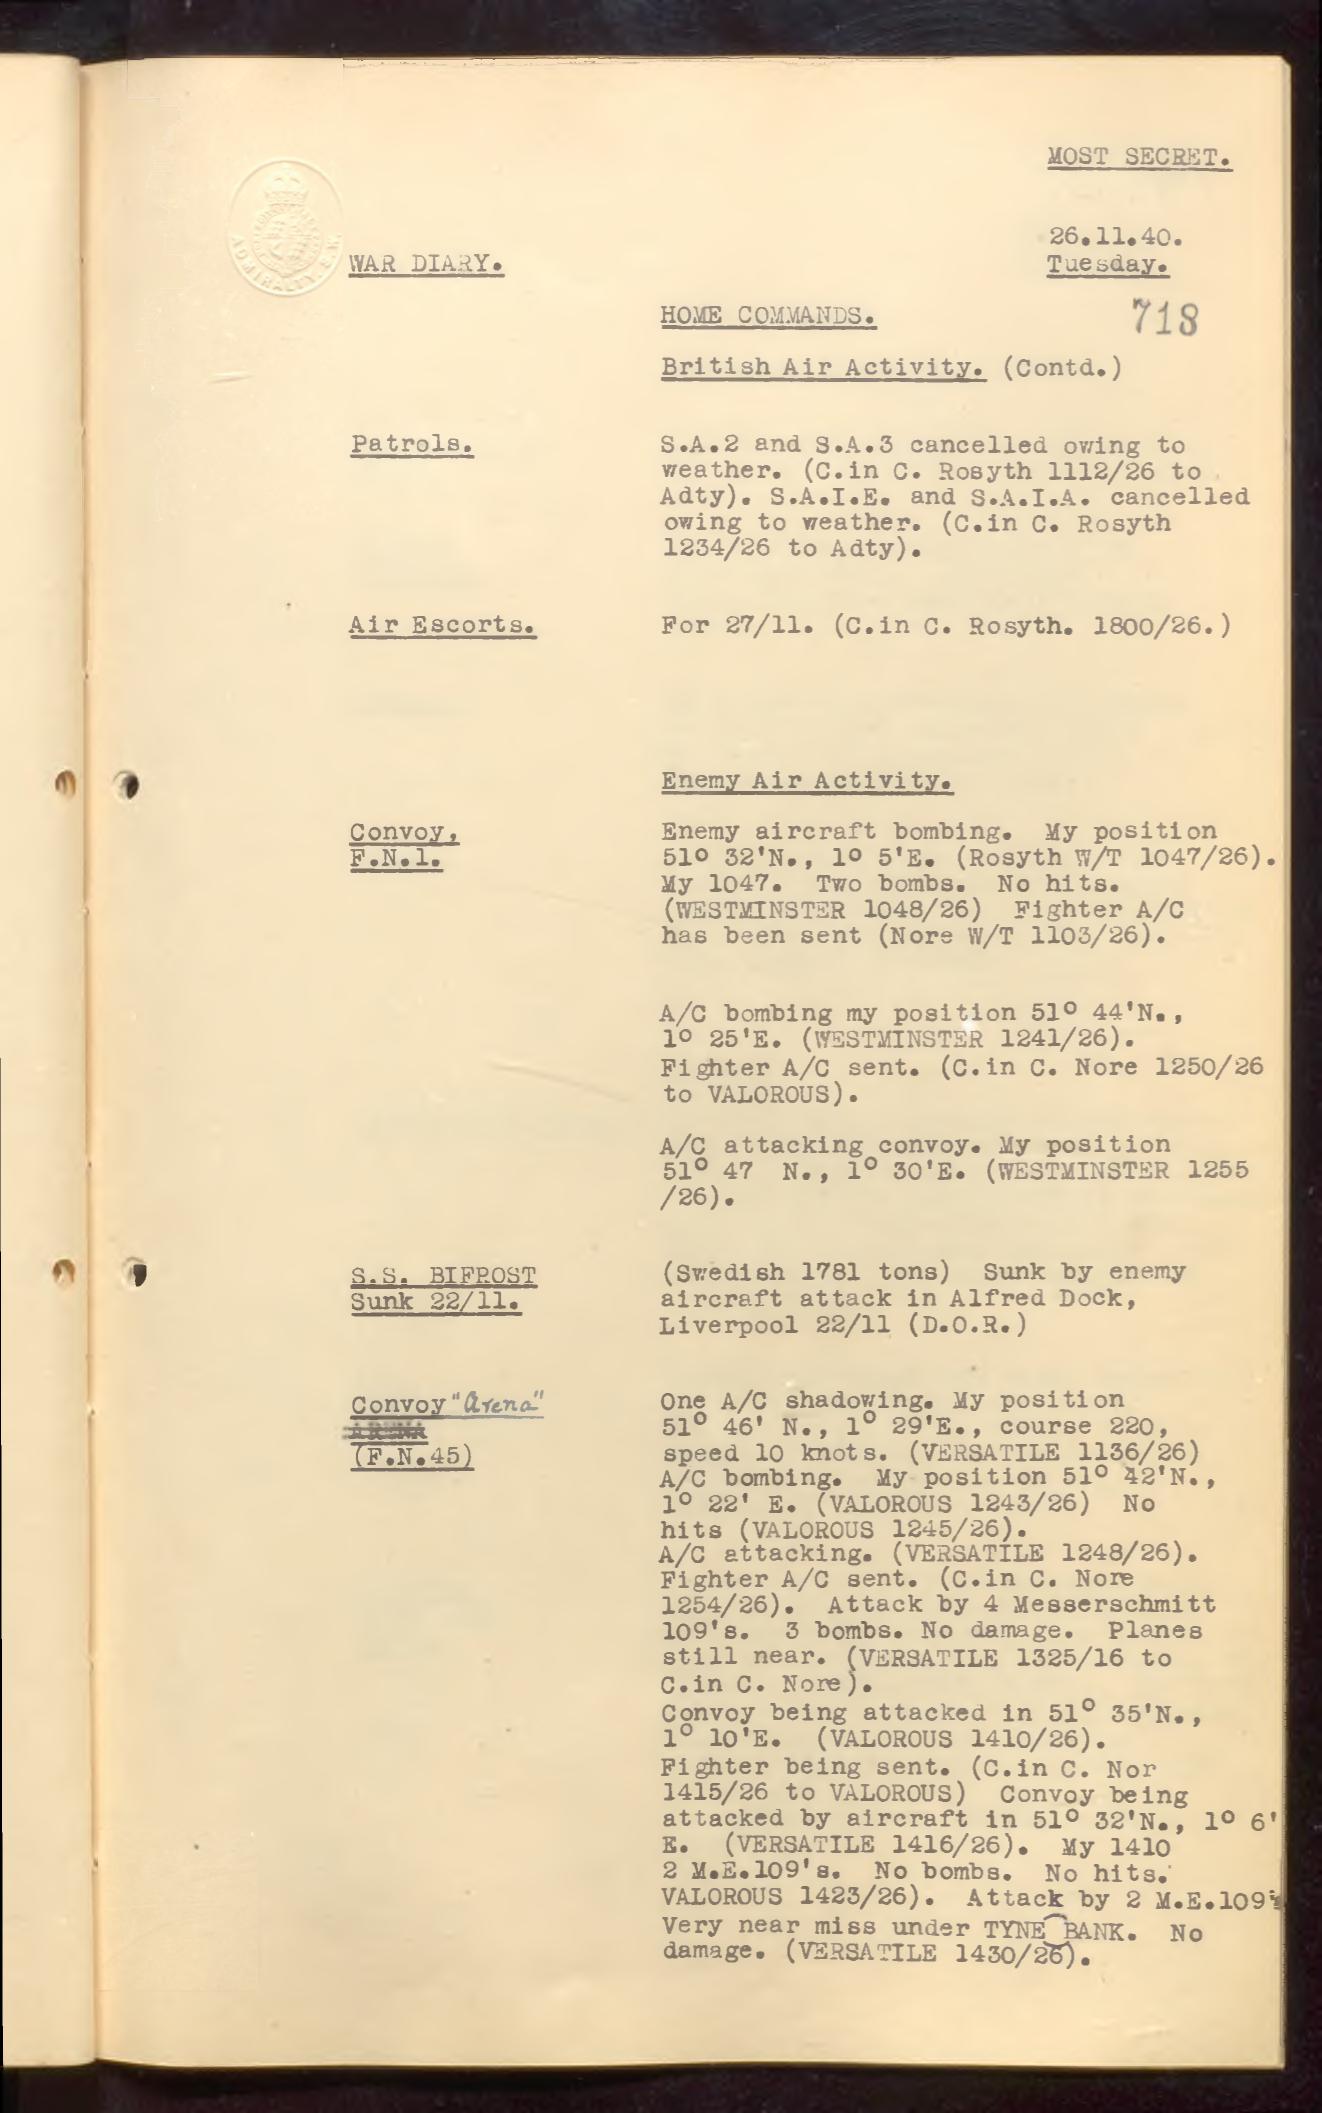 MOST SECRET.
ADMIRALTY. S.W.
26.11.40.
WAR DIARY.
Tuesday.
HOME COMMANDS.
718
British Air Activity. (Contd.)
Patrols.
S.A.2 and S.A.3 cancelled owing to
weather. (C.in C. Rosyth 1112/26 to
Adty). S.A.I.E. and S.A.I.A. cancelled
owing to weather. (C.in C. Rosyth
1234/26 to Adty).
Air Escorts.
For 27/11. (C.in C. Rosyth. 1800/26.)
Enemy Air Activity.
Convoy,
F.N.1.
Enemy aircraft bombing. My position
51° 32'N., 1° 5'E. (Rosyth W/T 1047/26).
My 1047. Two bombs. No hits.
(WESTMINSTER 1048/26) Fighter A/C
has been sent (Nore W/T 1103/26).
A/C bombing my position 51° 44'N.,
1° 25'E. (WESTMINSTER 1241/26).
Fighter A/C sent. (C.in C. Nore 1250/26
to VALOROUS).
A/C attacking convoy. My position
51° 47 N., 1° 30'E. (WESTMINSTER 1255
/26).
S.S. BIFROST
Sunk 22/11.
(Swedish 1781 tons) Sunk by enemy
aircraft attack in Alfred Dock,
Liverpool 22/11 (D.O.R.)
Convoy "Arena"
ARENA
(F.N.45)
One A/C shadowing. My position
51° 46' N., 1° 29'E., course 220,
speed 10 knots. (VERSATILE 1136/26)
A/C bombing. My position 51° 42'N.,
1° 22' E. (VALOROUS 1243/26) No
hits (VALOROUS 1245/26).
A/C attacking. (VERSATILE 1248/26).
Fighter A/C sent. (C.in C. Nore
1254/26). Attack by 4 Messerschmitt
109's. 3 bombs. No damage. Planes
still near. (VERSATILE 1325/16 to
C.in C. Nore).
Convoy being attacked in 51° 35'N.,
1° 10'E. (VALOROUS 1410/26).
Fighter being sent. (C.in C. Nor
1415/26 to VALOROUS) Convoy being
attacked by aircraft in 51° 32'N., 1° 6'
E. (VERSATILE 1416/26). My 1410
2 M.E.109's. No bombs. No hits.
VALOROUS 1423/26). Attack by 2 M.E.109's
Very near miss under TYNE BANK. No
damage. (VERSATILE 1430/26).